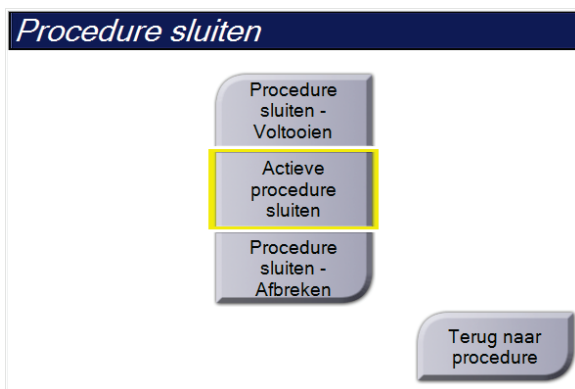 Procedure sluiten
Procedure
sluiten -
Voltooien
Actieve
procedure
sluiten
Procedure
sluiten -
Afbreken
Terug naar
procedure